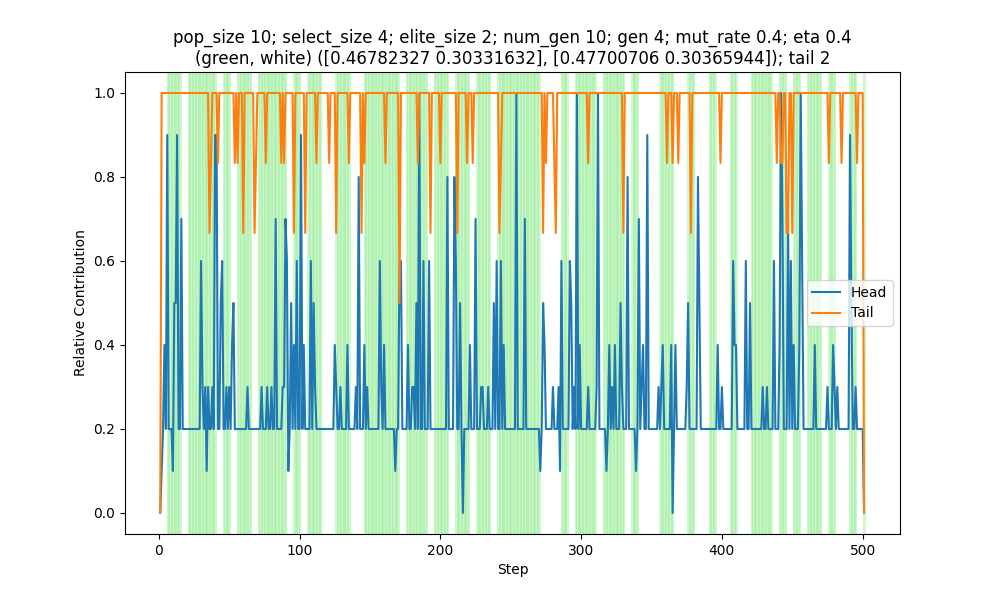 pop_size 10; select_size 4; elite_size 2; num_gen 10; gen 4; mut_rate 0.4; eta 0.4
(green, white) ([0.46782327 0.30331632], [0.47700706 0.30365944]); tail 2
1.0
0.8
0.6
0.4
0.2
0.0
Relative Contribution
Head
Tail
0
100
200
300
400
500
Step